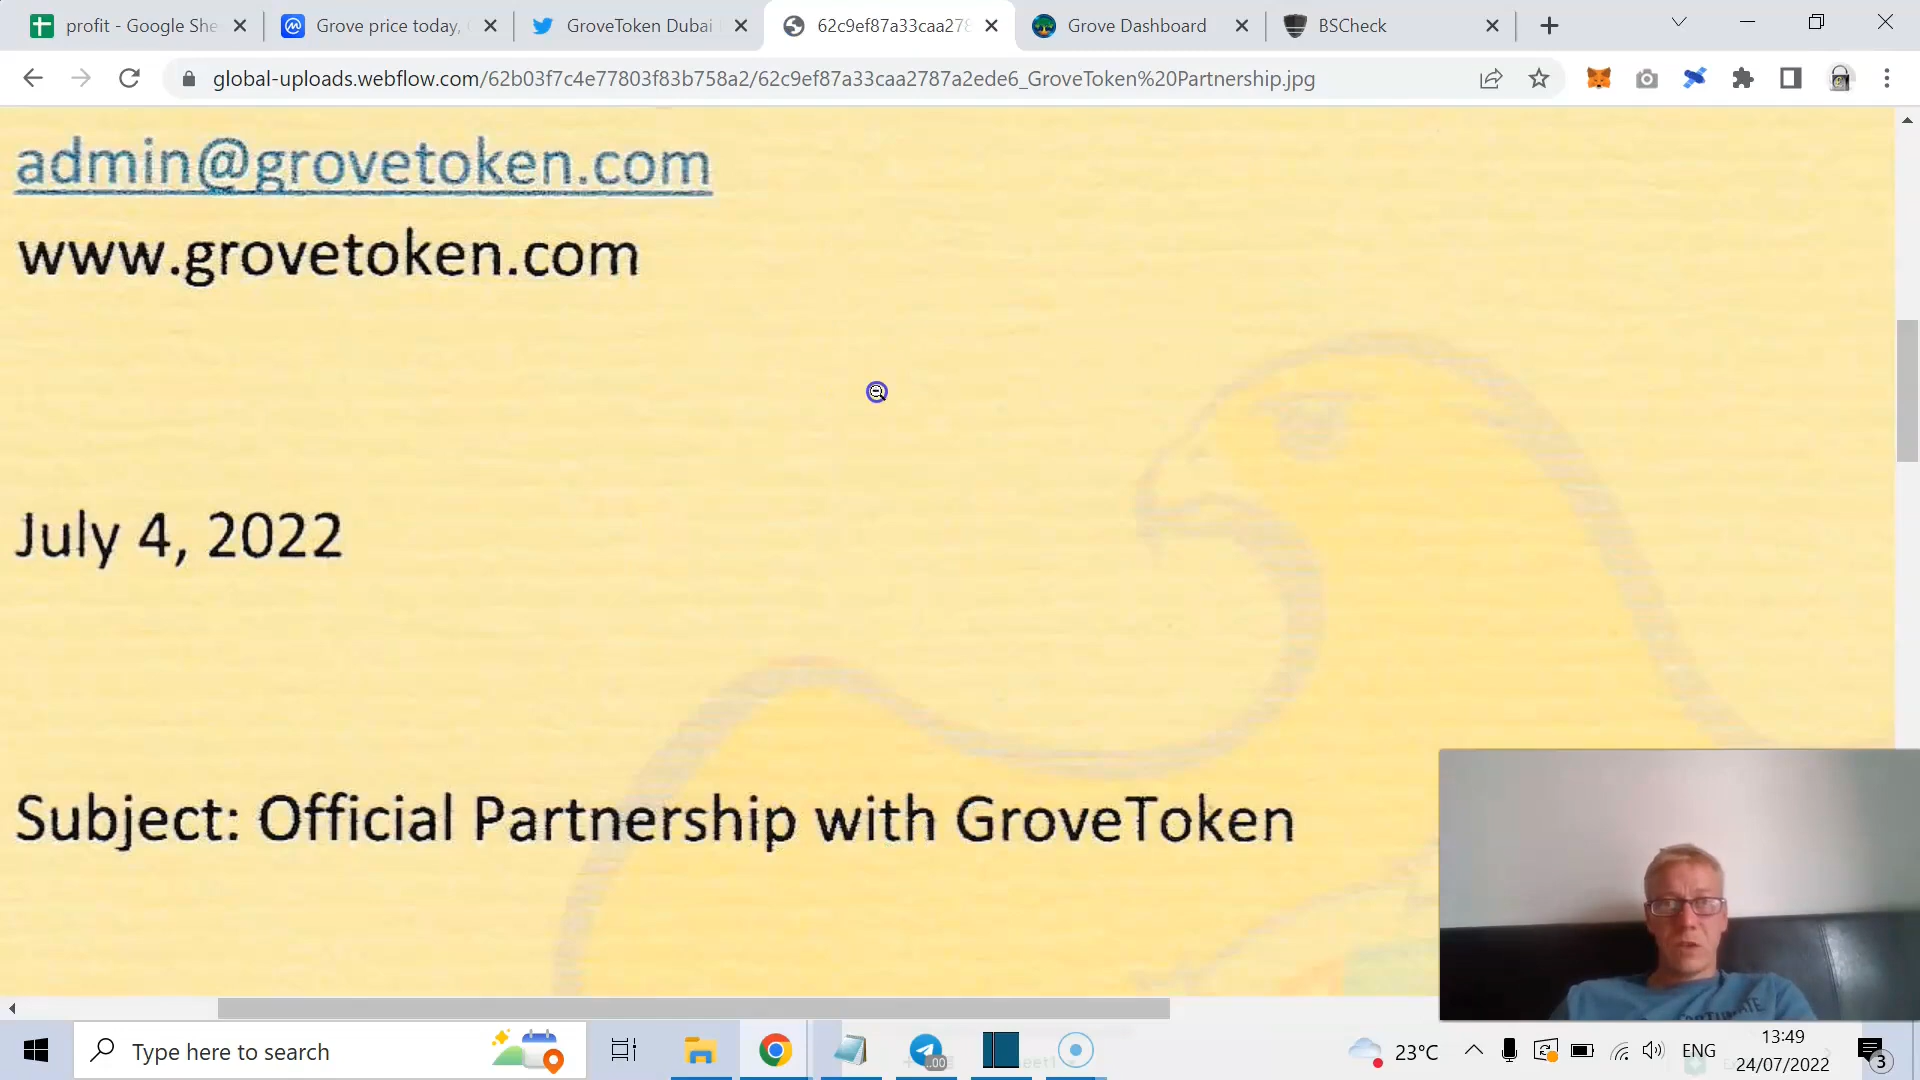 profit - Google She
Grove price today,
GroveToken Dubai
62c9ef87a33caa278
Grove Dashboard
BSCheck
global-uploads.webflow.com/62b03f7c4e77803f83b758a2/62c9ef87a33caa2787a2ede6_GroveToken%20Partnership.jpg
admin@grovetoken.com
www.grovetoken.com
July 4, 2022
Subject: Official Partnership with GroveToken
Type here to search
23°C
ENG
13:49
24/07/2022
3